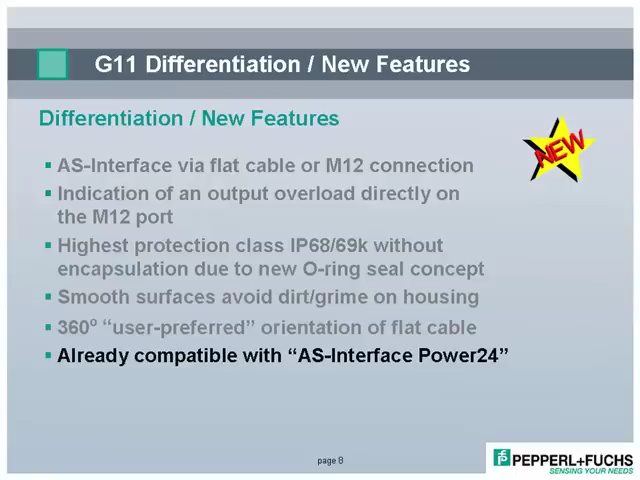 G11 Differentiation / New Features
Differentiation / New Features
NEW
▪ AS-Interface via flat cable or M12 connection
▪ Indication of an output overload directly on
the M12 port
▪ Highest protection class IP68/69k without
encapsulation due to new O-ring seal concept
▪ Smooth surfaces avoid dirt/grime on housing
▪ 360º “user-preferred” orientation of flat cable
▪ Already compatible with “AS-Interface Power24”
page 8
PEPPERL+FUCHS
SENSING YOUR NEEDS